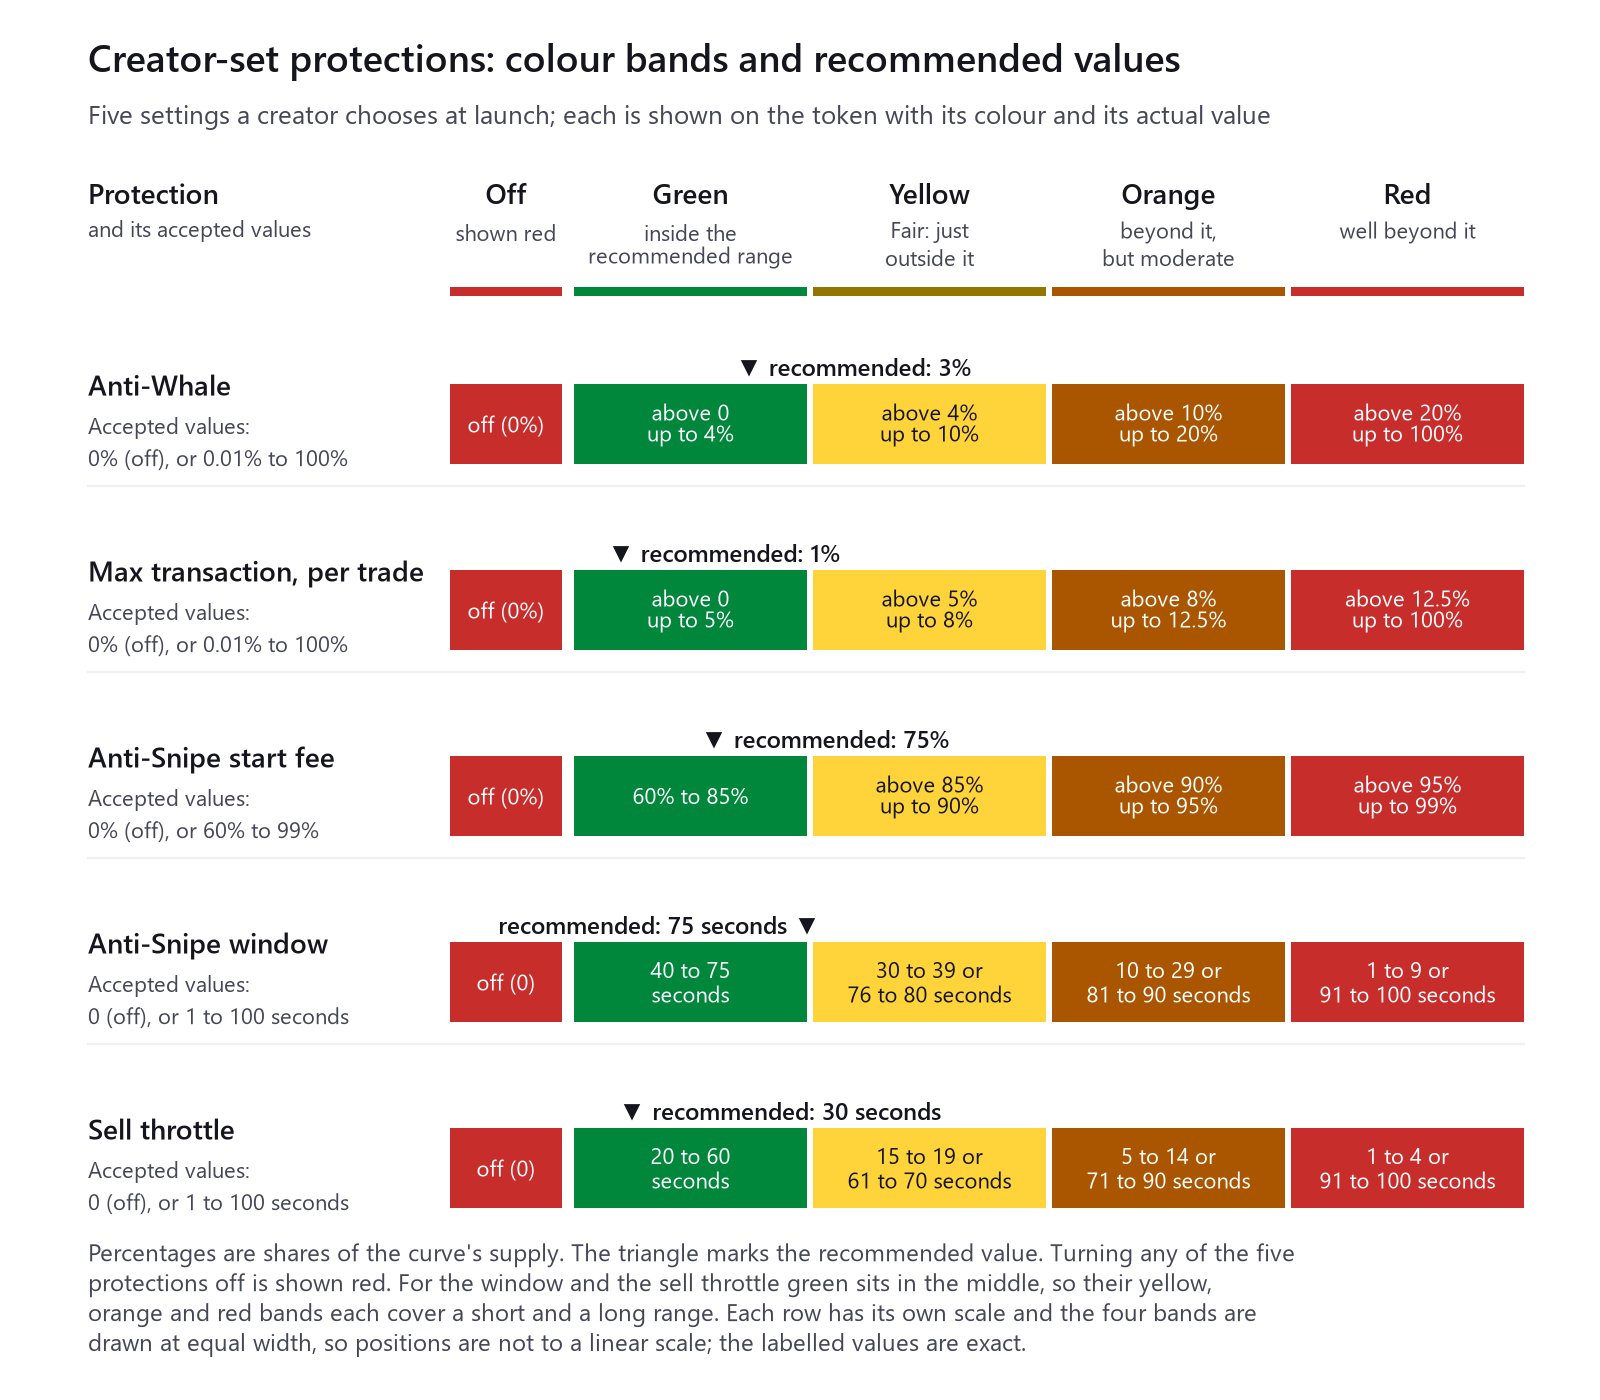 Creator-set protections: colour bands and recommended values
Five settings a creator chooses at launch; each is shown on the token with its colour and its actual value
Protection
and its accepted values
Off
shown red
Green
inside the
recommended range
Yellow
Fair: just
outside it
Orange
beyond it,
but moderate
Red
well beyond it
▼ recommended: 3%
Anti-Whale
Accepted values:
0% (off), or 0.01% to 100%
off (0%)
above 0
up to 4%
above 4%
up to 10%
above 10%
up to 20%
above 20%
up to 100%
▼ recommended: 1%
Max transaction, per trade
Accepted values:
0% (off), or 0.01% to 100%
off (0%)
above 0
up to 5%
above 5%
up to 8%
above 8%
up to 12.5%
above 12.5%
up to 100%
▼ recommended: 75%
Anti-Snipe start fee
Accepted values:
0% (off), or 60% to 99%
off (0%)
60% to 85%
above 85%
up to 90%
above 90%
up to 95%
above 95%
up to 99%
recommended: 75 seconds ▼
Anti-Snipe window
Accepted values:
0 (off), or 1 to 100 seconds
off (0)
40 to 75
seconds
30 to 39 or
76 to 80 seconds
10 to 29 or
81 to 90 seconds
1 to 9 or
91 to 100 seconds
▼ recommended: 30 seconds
Sell throttle
Accepted values:
0 (off), or 1 to 100 seconds
off (0)
20 to 60
seconds
15 to 19 or
61 to 70 seconds
5 to 14 or
71 to 90 seconds
1 to 4 or
91 to 100 seconds
Percentages are shares of the curve's supply. The triangle marks the recommended value. Turning any of the five
protections off is shown red. For the window and the sell throttle green sits in the middle, so their yellow,
orange and red bands each cover a short and a long range. Each row has its own scale and the four bands are
drawn at equal width, so positions are not to a linear scale; the labelled values are exact.